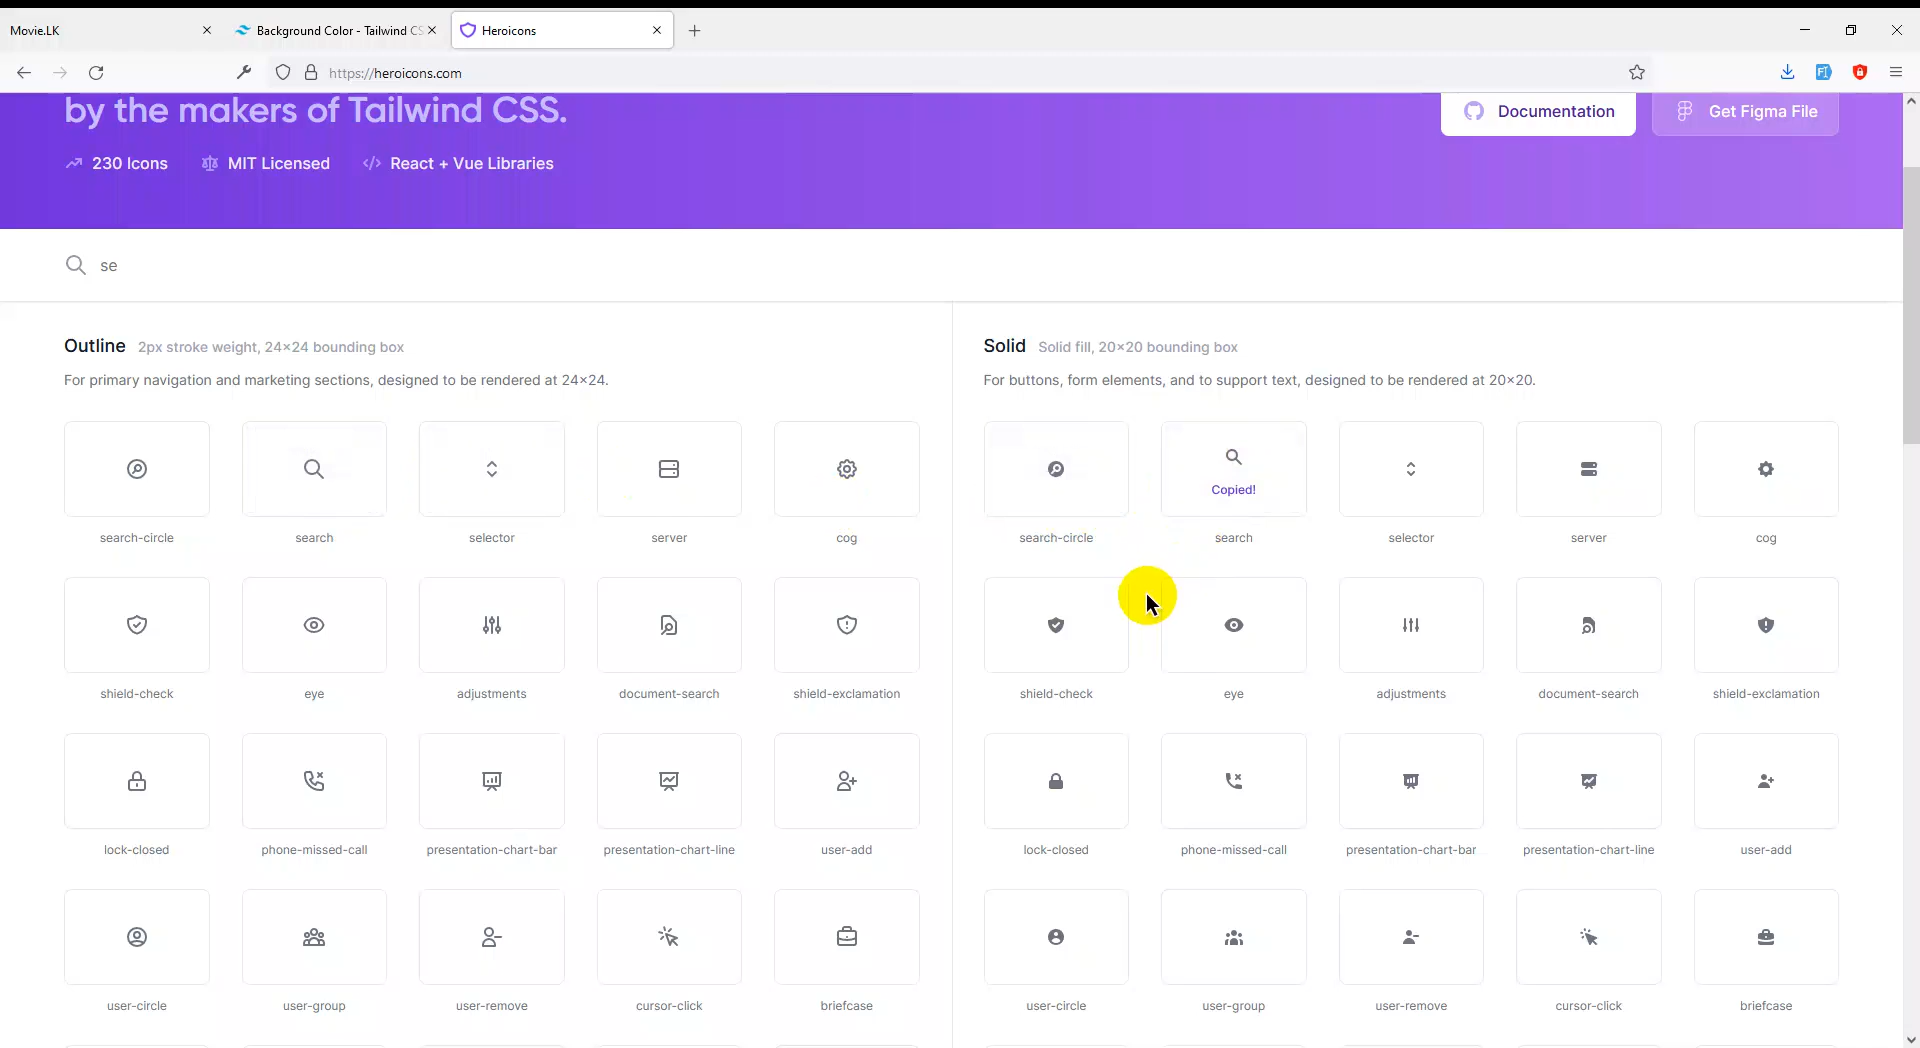 Movie.LK
Background Color - Tailwind CS
Heroicons
https://heroicons.com
by the makers of Tailwind CSS.
Documentation
Get Figma File
230 Icons
MIT Licensed
React + Vue Libraries
se
Outline 2px stroke weight, 24×24 bounding box
For primary navigation and marketing sections, designed to be rendered at 24×24.
search-circle search selector server cog
shield-check eye adjustments document-search shield-exclamation
lock-closed phone-missed-call presentation-chart-bar presentation-chart-line user-add
user-circle user-group user-remove cursor-click briefcase
Solid Solid fill, 20×20 bounding box
For buttons, form elements, and to support text, designed to be rendered at 20×20.
Copied!
search-circle search selector server cog
shield-check eye adjustments document-search shield-exclamation
lock-closed phone-missed-call presentation-chart-bar presentation-chart-line user-add
user-circle user-group user-remove cursor-click briefcase